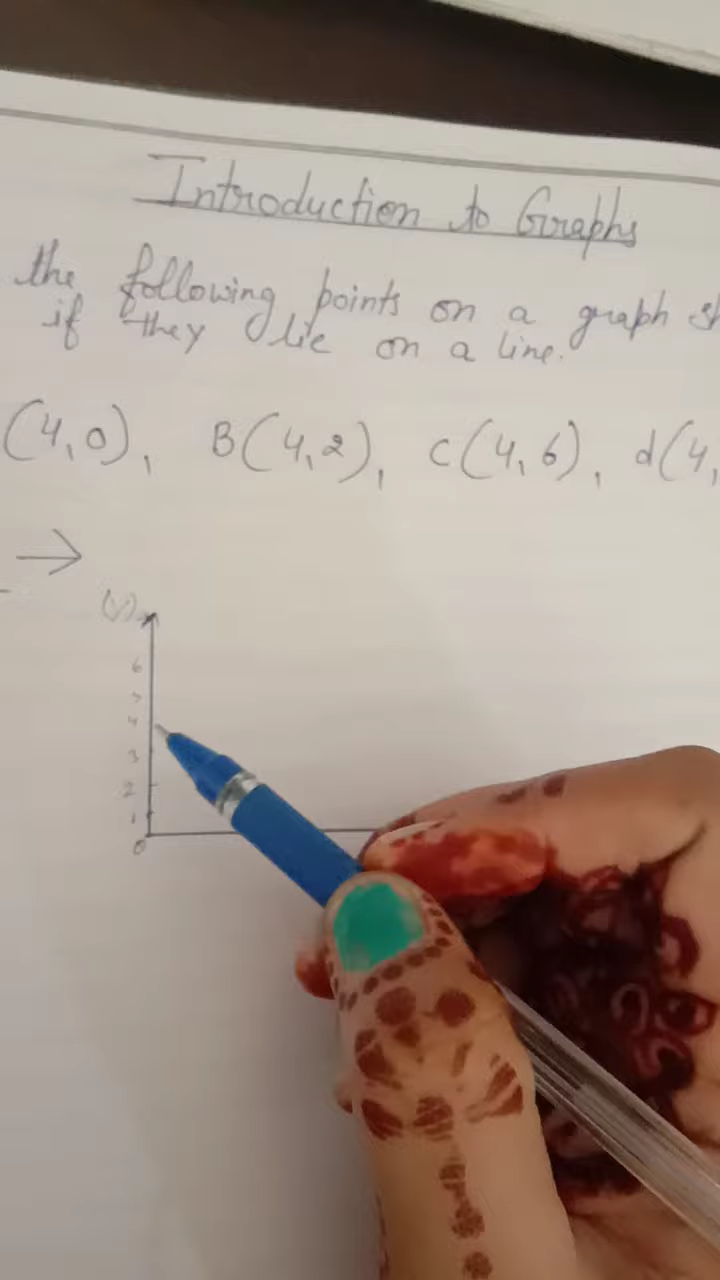 Introduction to Graphs
the following points on a graph sh
if they lie on a line.
(4,0), B(4,2), C(4,6), d(4,
(y)
6
5
4
3
2
1
0